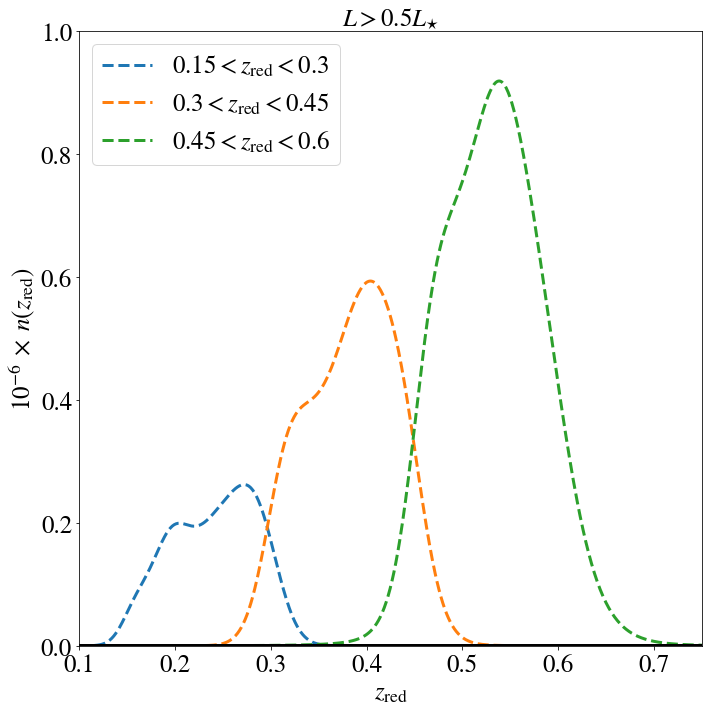 L > 0.5L⋆
0.15 < z_red < 0.3
0.3 < z_red < 0.45
0.45 < z_red < 0.6
10⁻⁶ × n(z_red)
1.0
0.8
0.6
0.4
0.2
0.0
0.1 0.2 0.3 0.4 0.5 0.6 0.7
z_red